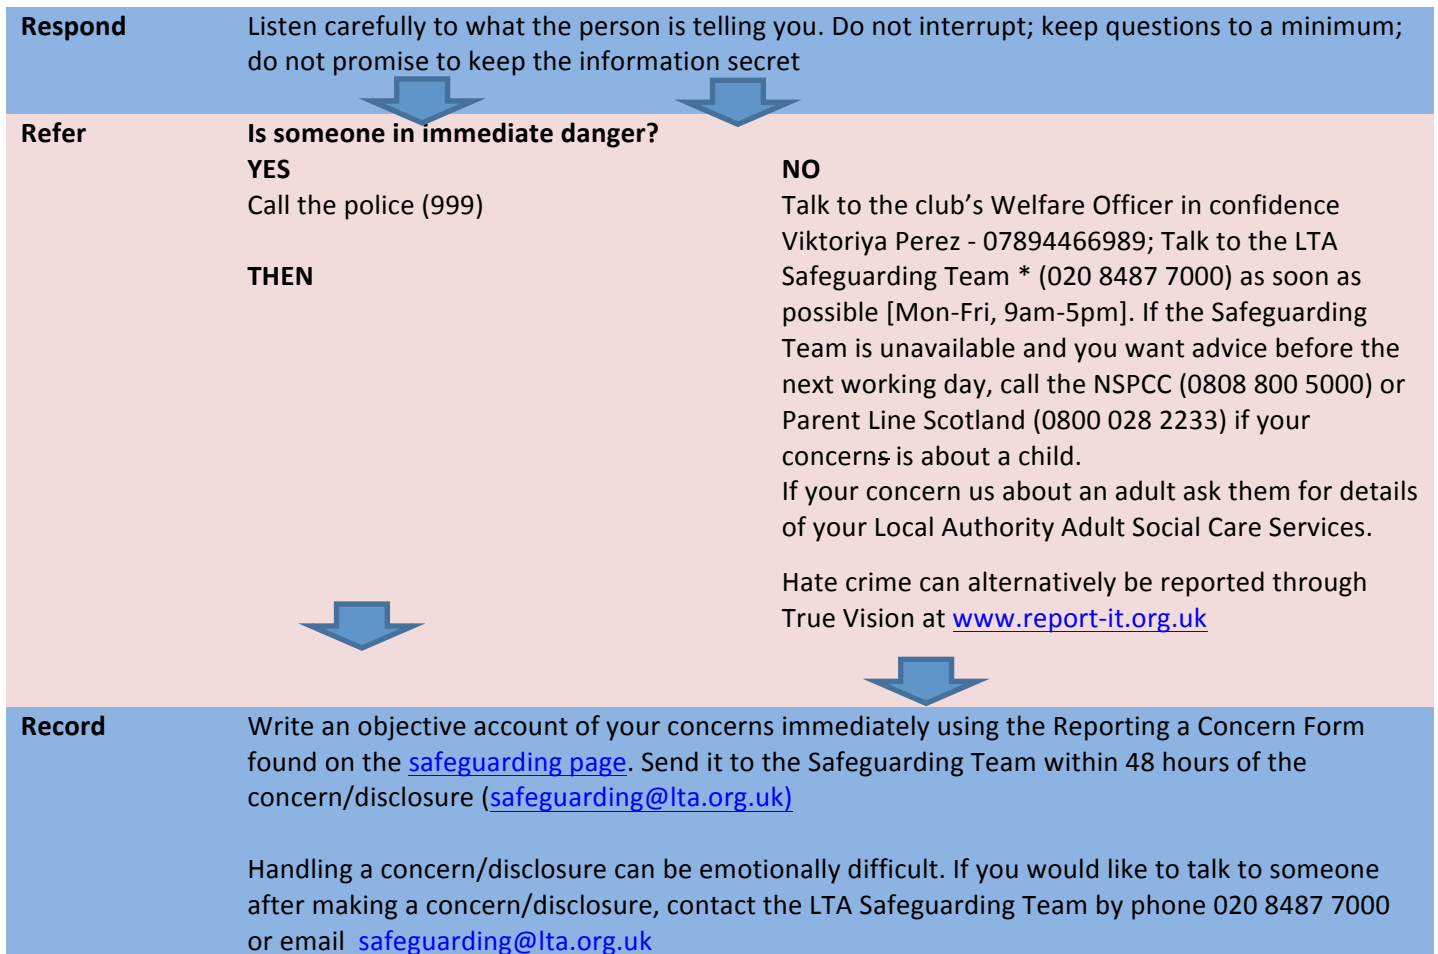 Respond
Listen carefully to what the person is telling you. Do not interrupt; keep questions to a minimum;
do not promise to keep the information secret
Refer
Is someone in immediate danger?
YES
Call the police (999)
THEN
NO
Talk to the club’s Welfare Officer in confidence
Viktoriya Perez - 07894466989; Talk to the LTA
Safeguarding Team * (020 8487 7000) as soon as
possible [Mon-Fri, 9am-5pm]. If the Safeguarding
Team is unavailable and you want advice before the
next working day, call the NSPCC (0808 800 5000) or
Parent Line Scotland (0800 028 2233) if your
concerns is about a child.
If your concern us about an adult ask them for details
of your Local Authority Adult Social Care Services.
Hate crime can alternatively be reported through
True Vision at www.report-it.org.uk
Record
Write an objective account of your concerns immediately using the Reporting a Concern Form
found on the safeguarding page. Send it to the Safeguarding Team within 48 hours of the
concern/disclosure (safeguarding@lta.org.uk)
Handling a concern/disclosure can be emotionally difficult. If you would like to talk to someone
after making a concern/disclosure, contact the LTA Safeguarding Team by phone 020 8487 7000
or email safeguarding@lta.org.uk